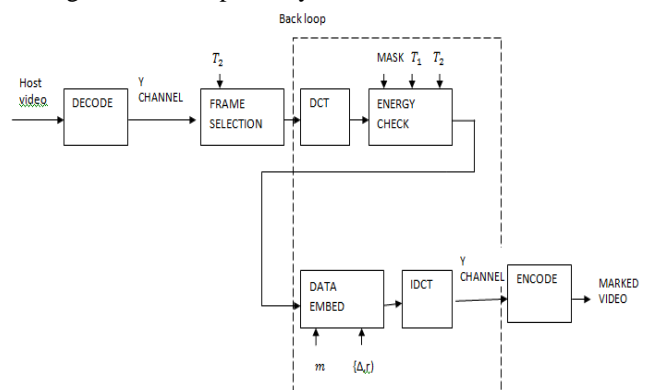 Back loop
T₂
MASK T₁ T₂
Host
video
DECODE
Y
CHANNEL
FRAME
SELECTION
DCT
ENERGY
CHECK
DATA
EMBED
IDCT
Y
CHANNEL
ENCODE
MARKED
VIDEO
m
(Δ,r)